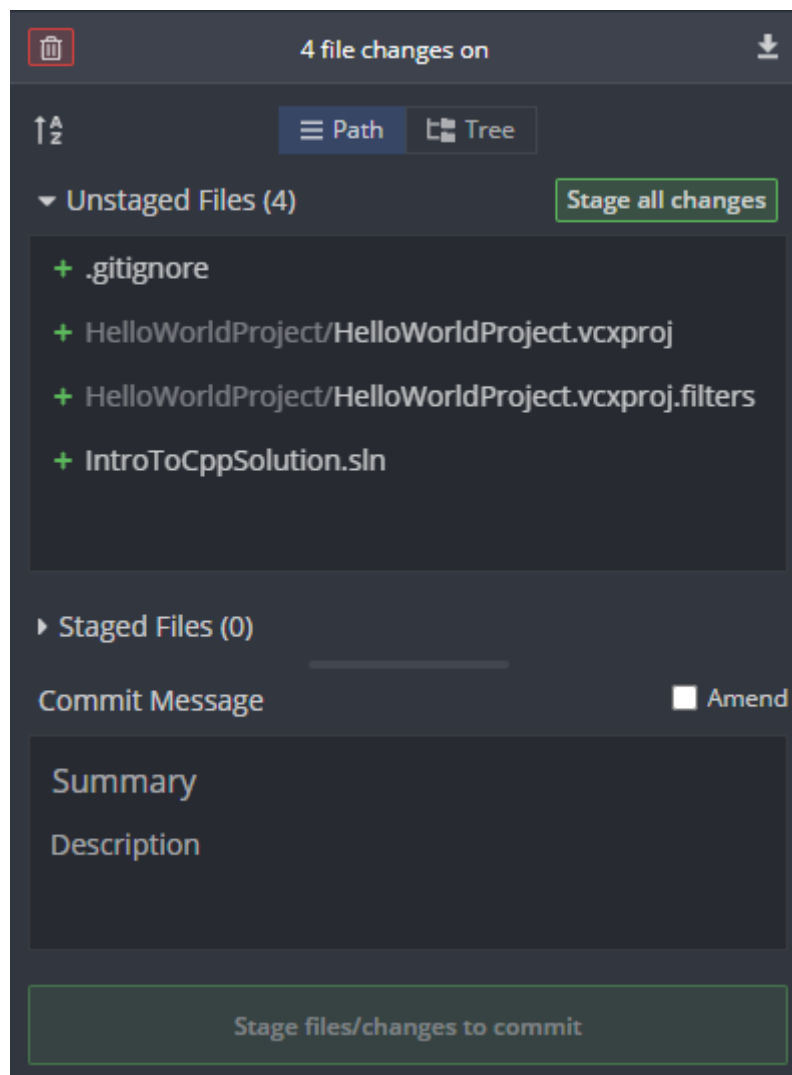 4 file changes on
A
Z
Path Tree
Unstaged Files (4) Stage all changes
+ .gitignore
+ HelloWorldProject/HelloWorldProject.vcxproj
+ HelloWorldProject/HelloWorldProject.vcxproj.filters
+ IntroToCppSolution.sln
Staged Files (0)
Commit Message Amend
Summary
Description
Stage files/changes to commit